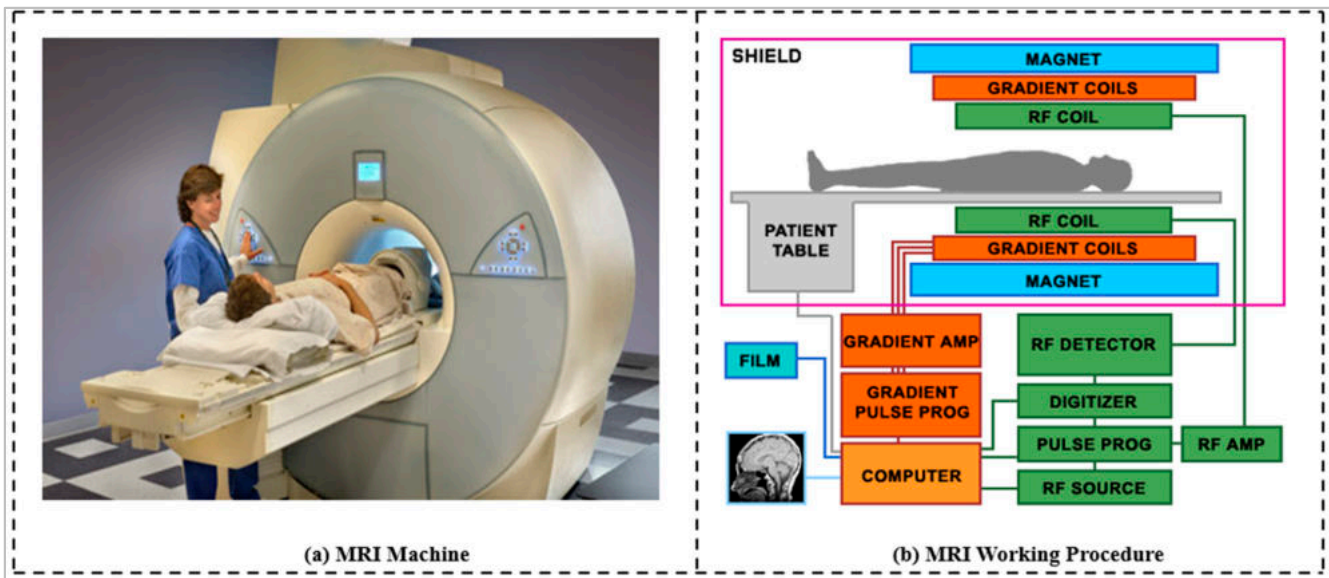 SHIELD
MAGNET
GRADIENT COILS
RF COIL
PATIENT
TABLE
RF COIL
GRADIENT COILS
MAGNET
GRADIENT AMP
RF DETECTOR
FILM
GRADIENT
PULSE PROG
DIGITIZER
PULSE PROG
RF AMP
COMPUTER
RF SOURCE
(a) MRI Machine
(b) MRI Working Procedure